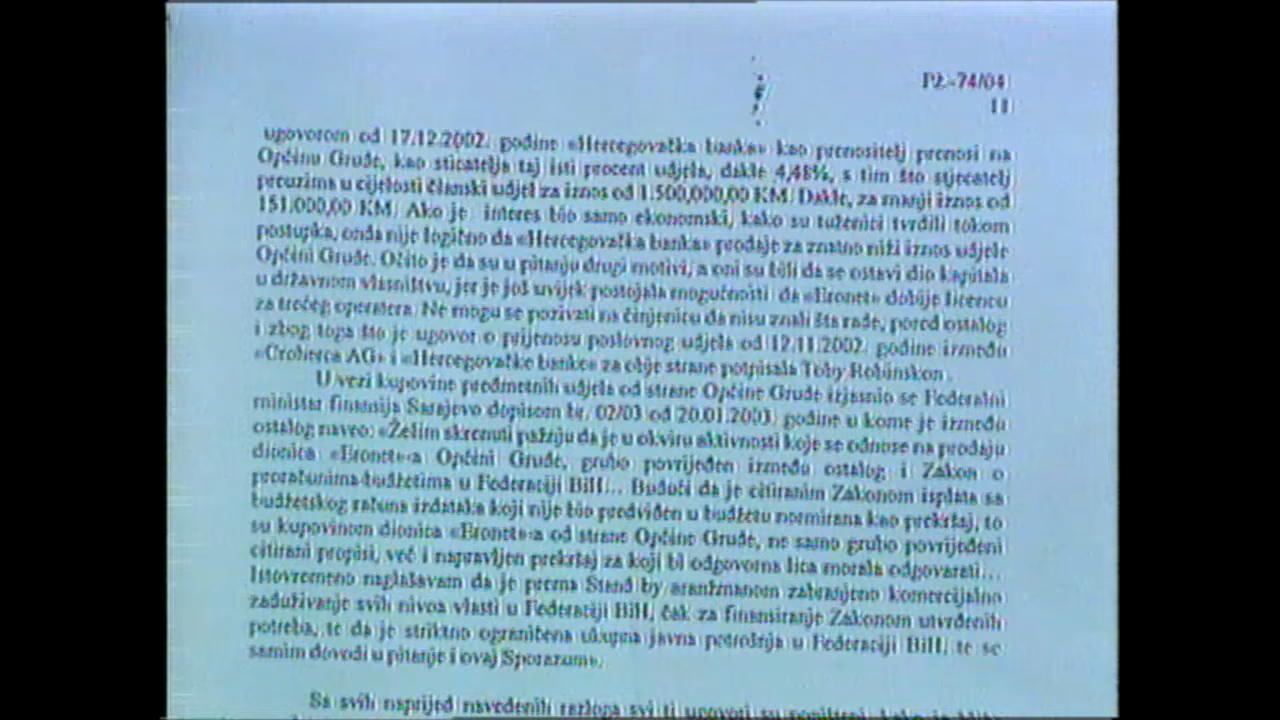 PŽ.-74/04
11
ugovorom od 17.12.2002. godine «Hercegovačka banka» kao prenositelj prenosi na
Općinu Grude, kao sticatelja taj isti procent udjela, dakle 4,48%, s tim što stjecatelj
preuzima u cijelosti članski udjel za iznos od 1.500,000,00 KM. Dakle, za manji iznos od
151.000,00 KM. Ako je interes bio samo ekonomski, kako su tuženici tvrdili tokom
postupka, onda nije logično da «Hercegovačka banka» prodaje za znatno niži iznos udjele
Općini Grude. Očito je da su u pitanju drugi motivi, a oni su bili da se ostavi dio kapitala
u državnom vlasništvu, jer je još uvijek postojala mogućnosti da «Eronet» dobije licencu
za trećeg operatera. Ne mogu se pozivati na činjenicu da nisu znali šta rade, pored ostalog
i zbog toga što je ugovor o prijenosu poslovnog udjela od 12.11.2002. godine između
«Croherca AG» i «Hercegovačke banke» za obje strane potpisala Toby Robinskon.
U vezi kupovine predmetnih udjela od strane Općine Grude izjasnio se Federalni
ministar finansija Sarajevo dopisom br. 02/03 od 20.01.2003. godine u kome je između
ostalog naveo: «Želim skrenuti pažnju da je u okviru aktivnosti koje se odnose na prodaju
dionica «Eronet»-a Općini Grude, grubo povrijeđen između ostalog i Zakon o
proračunima-budžetima u Federaciji BiH... Budući da je citiranim Zakonom isplata sa
budžetskog računa izdataka koji nije bio predviđen u budžetu normirana kao prekršaj, to
su kupovinom dionica «Eronet»-a od strane Općine Grude, ne samo grubo povrijeđeni
citirani propisi, već i napravljen prekršaj za koji bi odgovorna lica morala odgovarati...
Istovremeno naglašavam da je prema Stand by aranžmanom zabranjeno komercijalno
zaduživanje svih nivoa vlasti u Federaciji BiH, čak za finansiranje Zakonom utvrđenih
potreba, te da je striktno ograničena ukupna javna potrošnja u Federaciji BiH, te se
samim dovodi u pitanje i ovaj Sporazum».
Sa svih naprijed navedenih razloga svi ti ugovori su